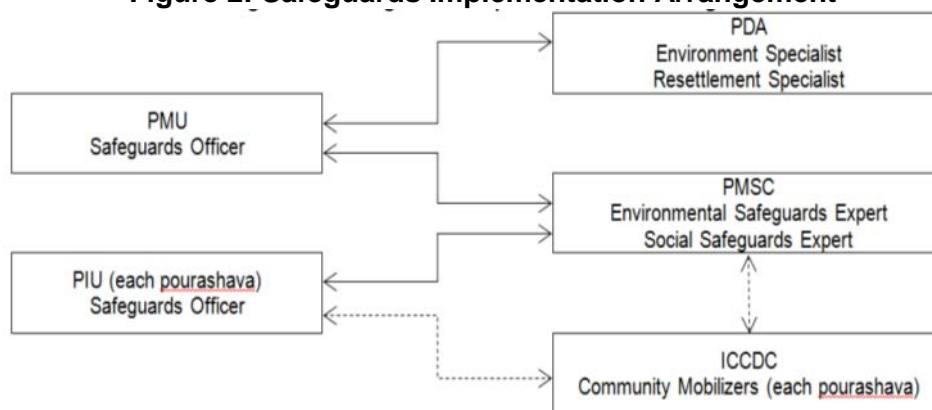 Figure 2: Safeguards Implementation Arrangement
PDA
Environment Specialist
Resettlement Specialist
PMU
Safeguards Officer
PMSC
Environmental Safeguards Expert
Social Safeguards Expert
PIU (each pourashava)
Safeguards Officer
ICCDC
Community Mobilizers (each pourashava)